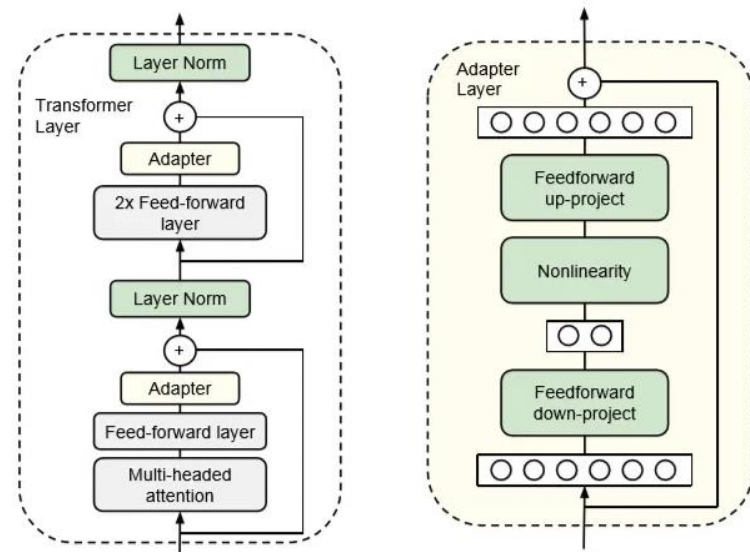 Layer Norm
Transformer
Layer
+
Adapter
2x Feed-forward
layer
Layer Norm
+
Adapter
Feed-forward layer
Multi-headed
attention
Adapter
Layer
+
Feedforward
up-project
Nonlinearity
Feedforward
down-project